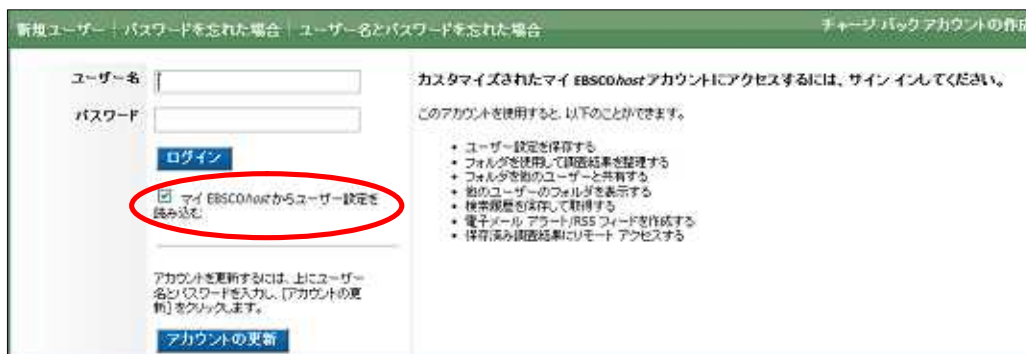 新規ユーザー | パスワードを忘れた場合 | ユーザー名とパスワードを忘れた場合
チャージ バック アカウントの作成
ユーザー名
パスワード
ログイン
マイ EBSCOhostからユーザー設定を
読み込む
アカウントを更新するには、上にユーザー
名とパスワードを入力し、[アカウントの更
新] をクリックします。
アカウントの更新
カスタマイズされたマイ EBSCOhost アカウントにアクセスするには、サイン インしてください。
このアカウントを使用すると、以下のことができます。
• ユーザー設定を保存する
• フォルダを使用して調査結果を整理する
• フォルダを他のユーザーと共有する
• 他のユーザーのフォルダを表示する
• 検索履歴を保存して取得する
• 電子メール アラート/RSS フィードを作成する
• 保存済み調査結果にリモート アクセスする